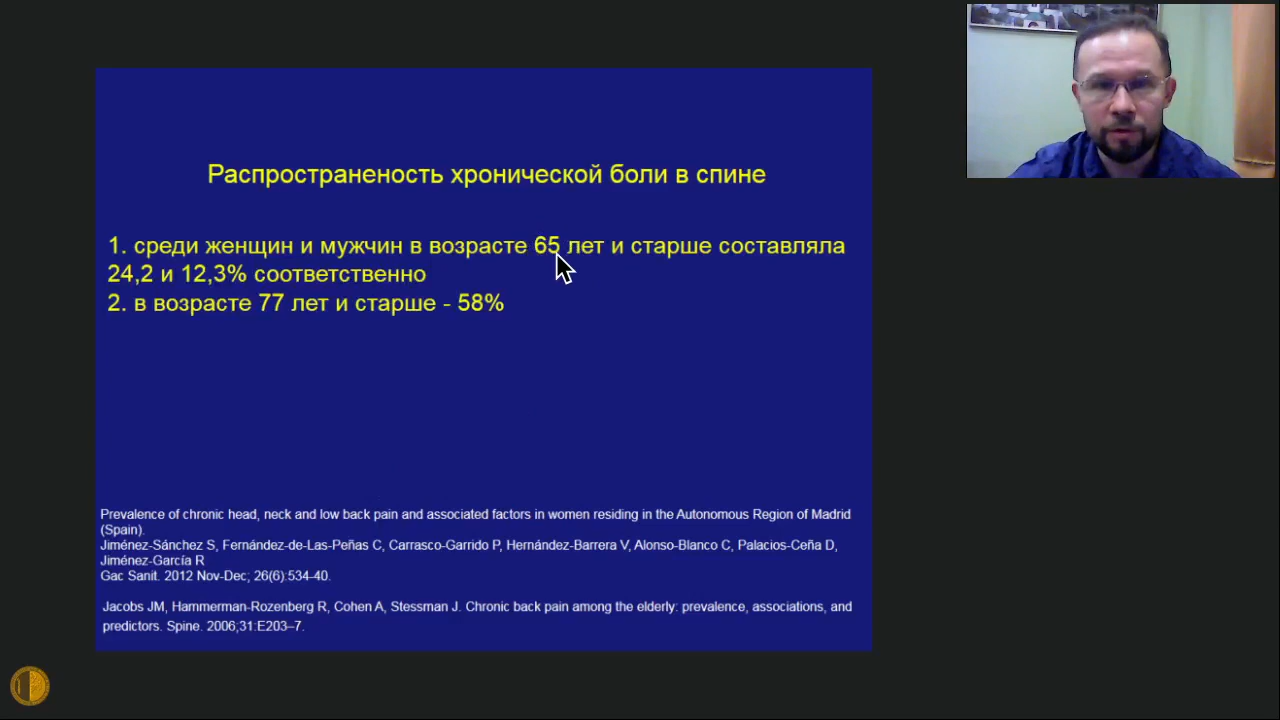 Распространеность хронической боли в спине
1. среди женщин и мужчин в возрасте 65 лет и старше составляла
24,2 и 12,3% соответственно
2. в возрасте 77 лет и старше - 58%
Prevalence of chronic head, neck and low back pain and associated factors in women residing in the Autonomous Region of Madrid
(Spain).
Jiménez-Sánchez S, Fernández-de-Las-Peñas C, Carrasco-Garrido P, Hernández-Barrera V, Alonso-Blanco C, Palacios-Ceña D,
Jiménez-García R
Gac Sanit. 2012 Nov-Dec; 26(6):534-40.
Jacobs JM, Hammerman-Rozenberg R, Cohen A, Stessman J. Chronic back pain among the elderly: prevalence, associations, and
predictors. Spine. 2006,31:E203–7.